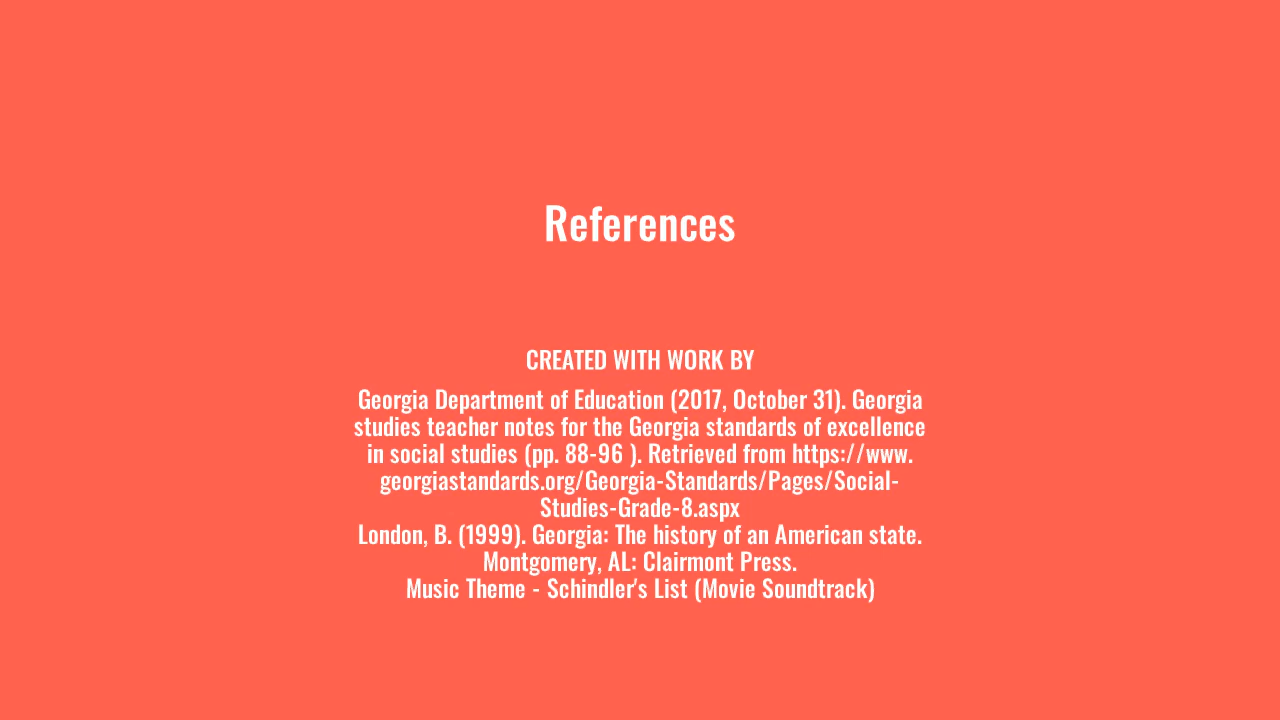 References
CREATED WITH WORK BY
Georgia Department of Education (2017, October 31). Georgia
studies teacher notes for the Georgia standards of excellence
in social studies (pp. 88-96 ). Retrieved from https://www.
georgiastandards.org/Georgia-Standards/Pages/Social-
Studies-Grade-8.aspx
London, B. (1999). Georgia: The history of an American state.
Montgomery, AL: Clairmont Press.
Music Theme - Schindler's List (Movie Soundtrack)